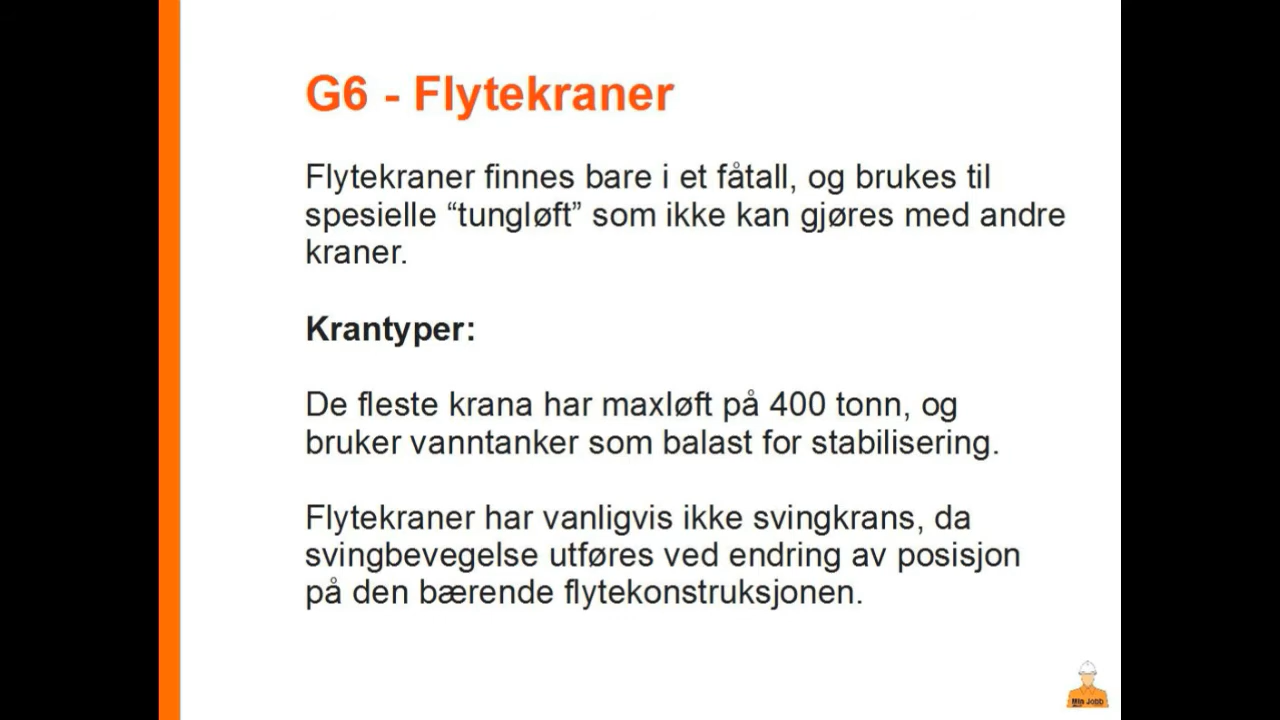 G6 - Flytekraner
Flytekraner finnes bare i et fåtall, og brukes til
spesielle “tungløft” som ikke kan gjøres med andre
kraner.
Krantyper:
De fleste krana har maxløft på 400 tonn, og
bruker vanntanker som balast for stabilisering.
Flytekraner har vanligvis ikke svingkrans, da
svingbevegelse utføres ved endring av posisjon
på den bærende flytekonstruksjonen.
Min Jobb